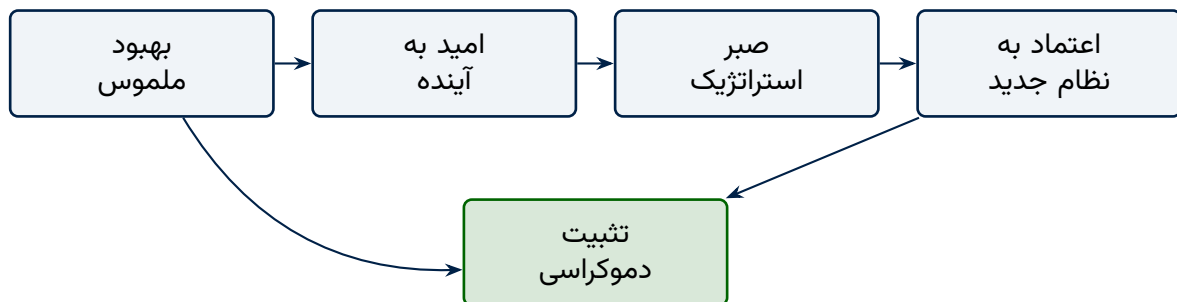 بهبود
ملموس
امید به
آینده
صبر
استراتژیک
اعتماد به
نظام جدید
تثبیت
دموکراسی